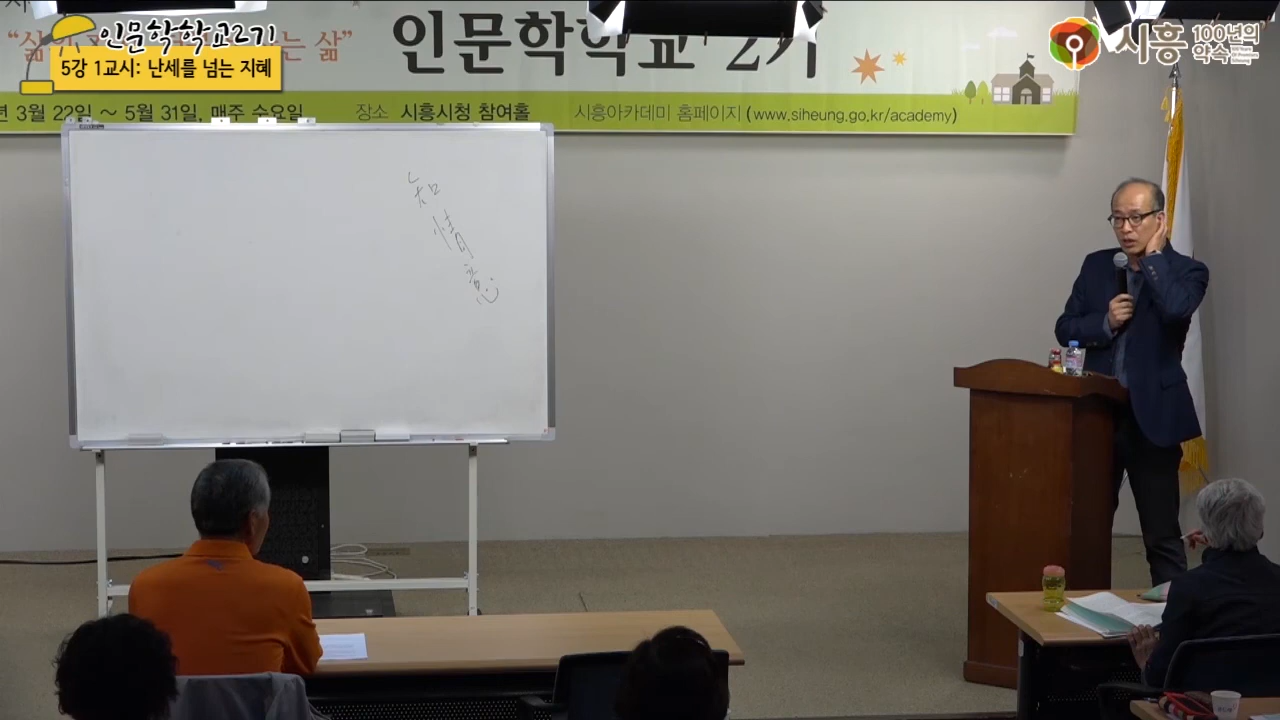 인문학학교2기
5강 1교시: 난세를 넘는 지혜
는 삶”
인문학학교 2기
시흥 100년의 약속
3월 22일 ~ 5월 31일, 매주 수요일 장소 시흥시청 참여홀 시흥아카데미 홈페이지 (www.siheung.go.kr/academy)
知
情
意